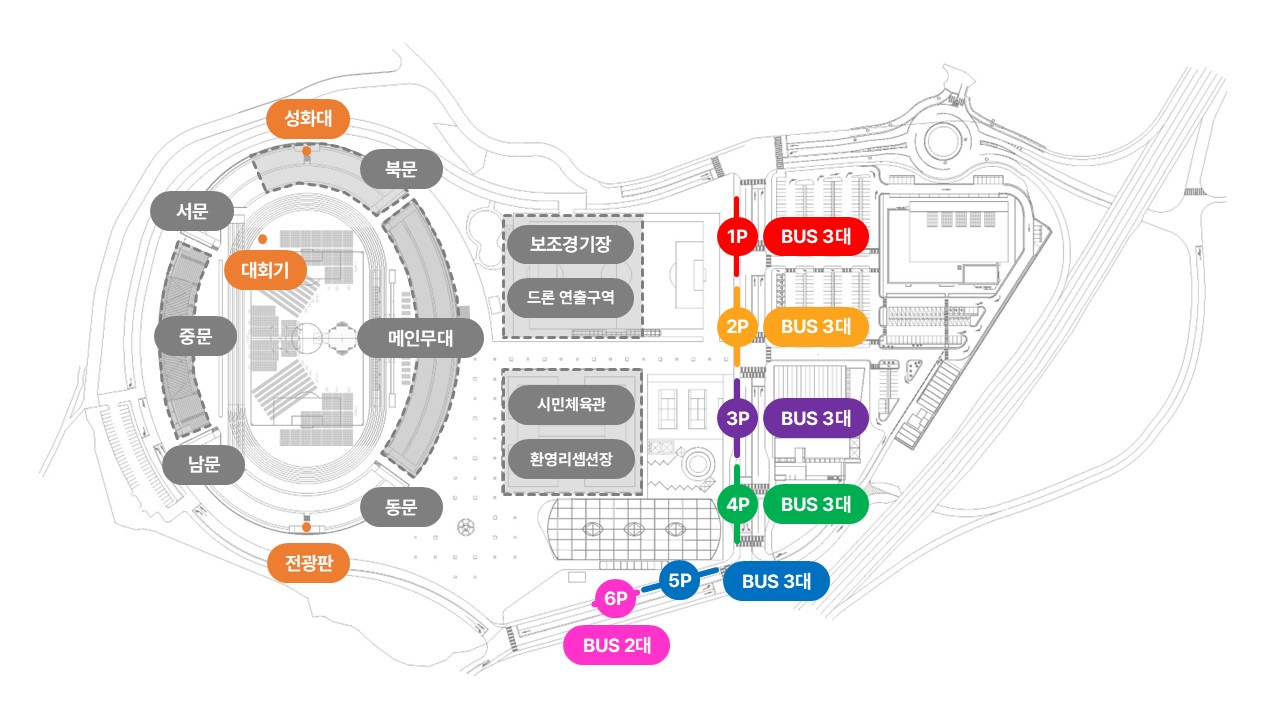 성화대
북문
서문
대회기
중문
메인무대
남문
동문
전광판
보조경기장
드론 연출구역
시민체육관
환영리셉션장
1P BUS 3대
2P BUS 3대
3P BUS 3대
4P BUS 3대
5P BUS 3대
6P
BUS 2대